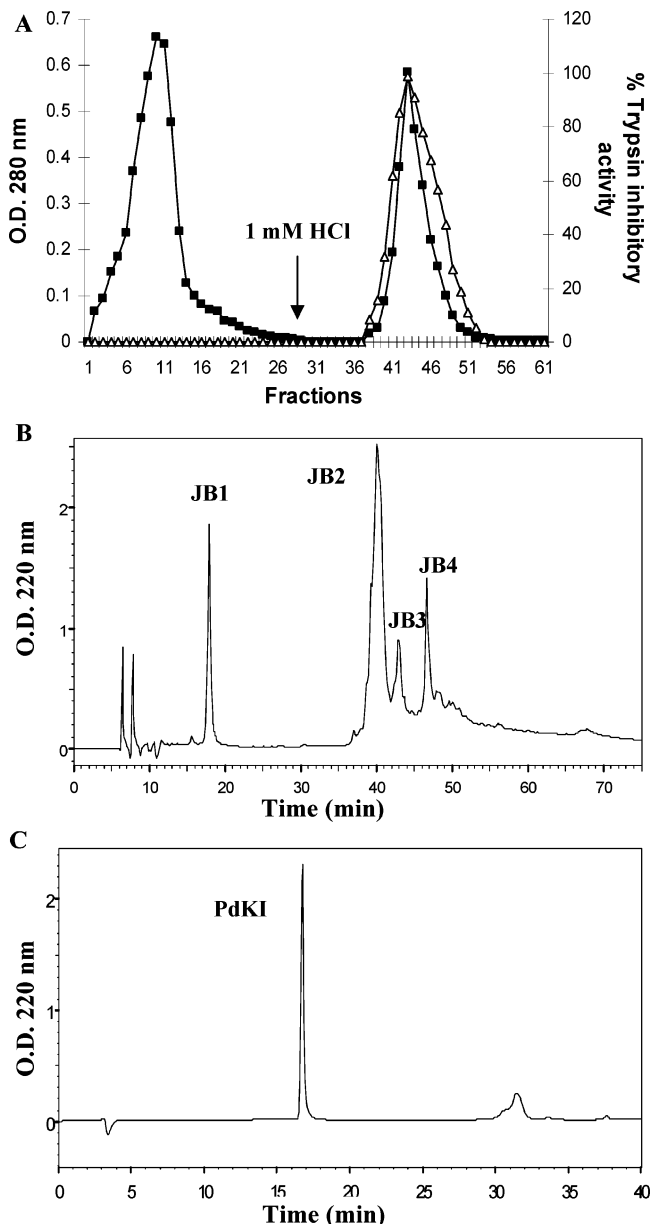 A
0.7
0.6
0.5
0.4
0.3
0.2
0.1
0
O.D. 280 nm
120
100
80
60
40
20
0
% Trypsin inhibitory
activity
1 mM HCl
1 6 11 16 21 26 31 36 41 46 51 56 61
Fractions
B
JB1
JB2
JB3
JB4
2
1
0
O.D. 220 nm
0 10 20 30 40 50 60 70
Time (min)
C
PdKI
2
1
0
O.D. 220 nm
0 5 10 15 20 25 30 35 40
Time (min)